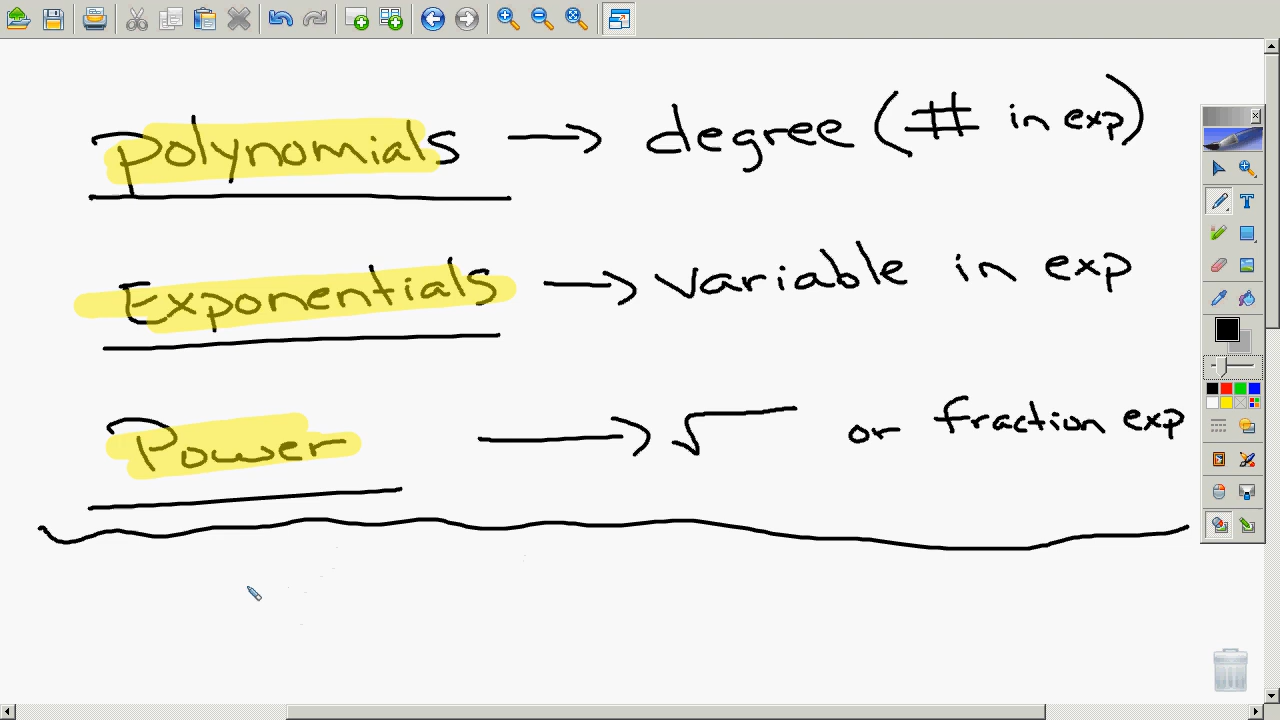 Polynomials → degree (# in exp)
Exponentials → variable in exp
Power → √ or fraction exp
T